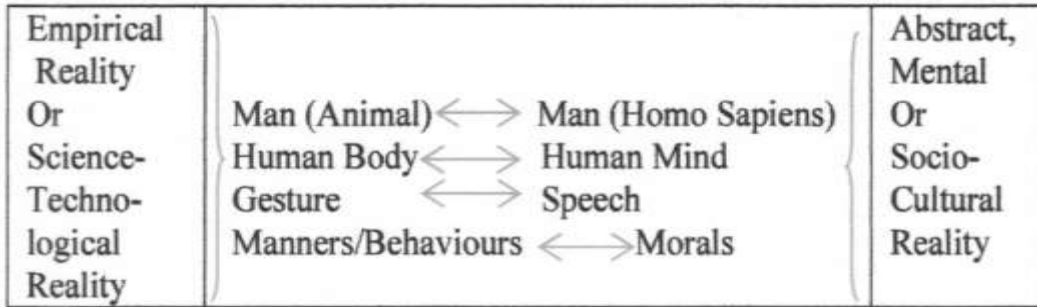 Empirical
Reality
Or
Science-
Techno-
logical
Reality
Man (Animal) ⟷ Man (Homo Sapiens)
Human Body ⟷ Human Mind
Gesture ⟷ Speech
Manners/Behaviours ⟷ Morals
Abstract,
Mental
Or
Socio-
Cultural
Reality